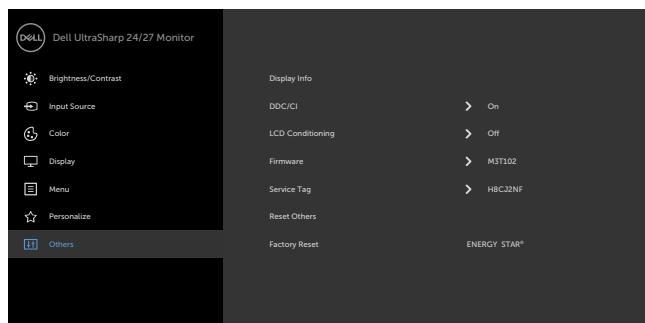 DELL Dell UltraSharp 24/27 Monitor
Brightness/Contrast Display Info
Input Source DDC/CI On
Color LCD Conditioning Off
Display Firmware M3T102
Menu Service Tag H8CJ2NF
Personalize Reset Others
Others Factory Reset ENERGY STAR®